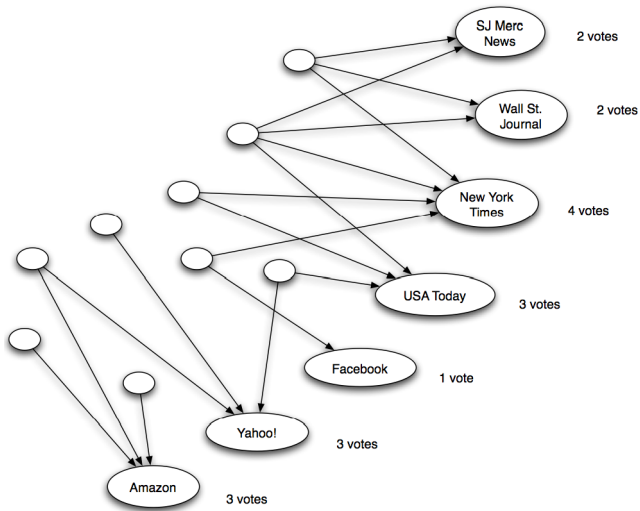 SJ Merc
News
2 votes
Wall St.
Journal
2 votes
New York
Times
4 votes
USA Today
3 votes
Facebook
1 vote
Yahoo!
3 votes
Amazon
3 votes